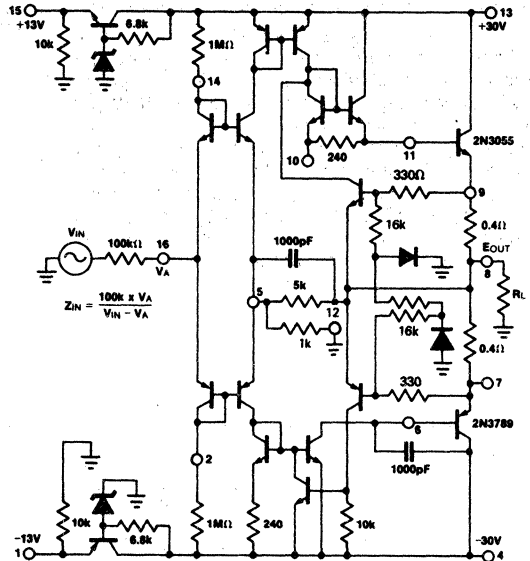 15
+13V
6.8k
13
+30V
10k
1MΩ
14
240
10
11
2N3055
330Ω
9
16k
0.4Ω
VIN
100kΩ
16
VA
1000pF
EOUT
8
5
5k
12
RL
ZIN = 100k x VA / VIN – VA
1k
16k
0.4Ω
330
7
6
2N3789
2
1000pF
10k
6.8k
1MΩ
240
10k
–13V
1
–30V
4